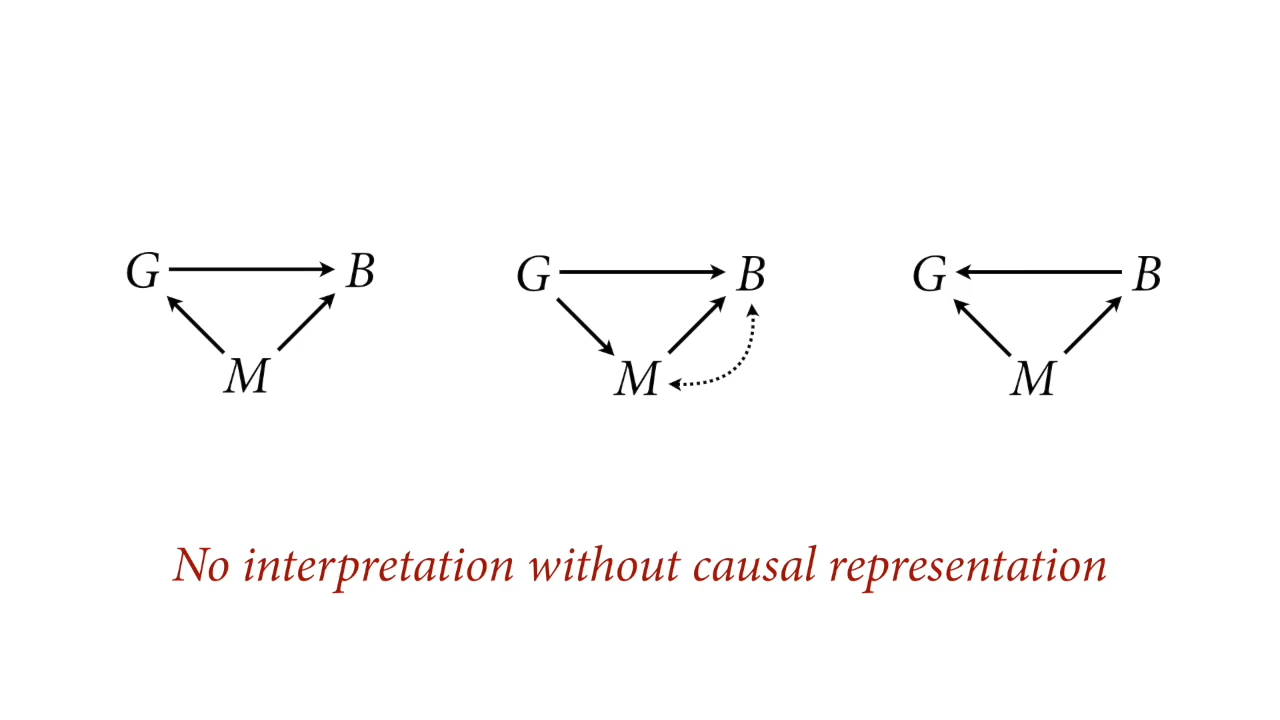 G B G B G B
M M M
No interpretation without causal representation